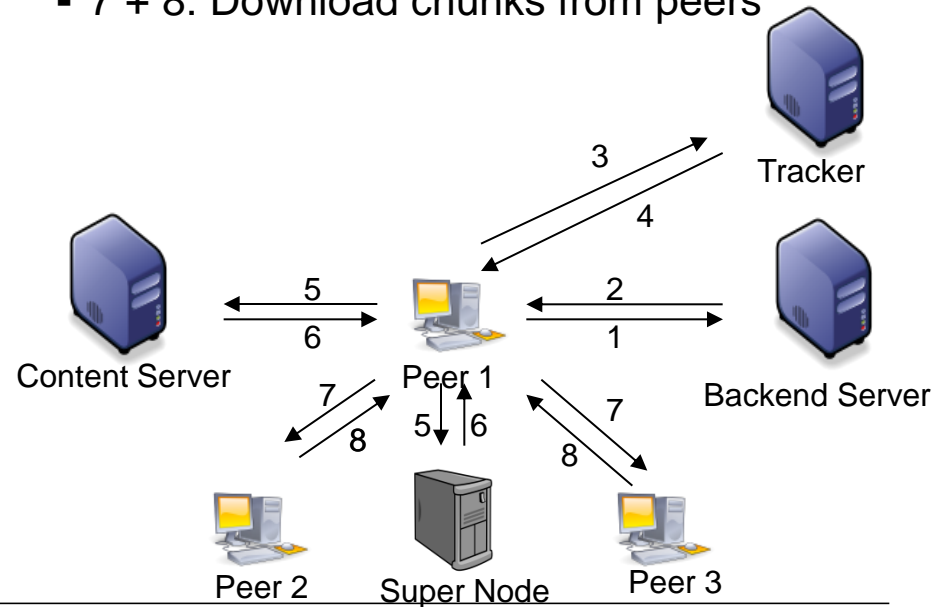 ▪ 7 + 8: Download chunks from peers
3
Tracker
4
5
2
6
1
Content Server
Peer 1
Backend Server
7
8
5
6
7
8
Peer 2
Super Node
Peer 3